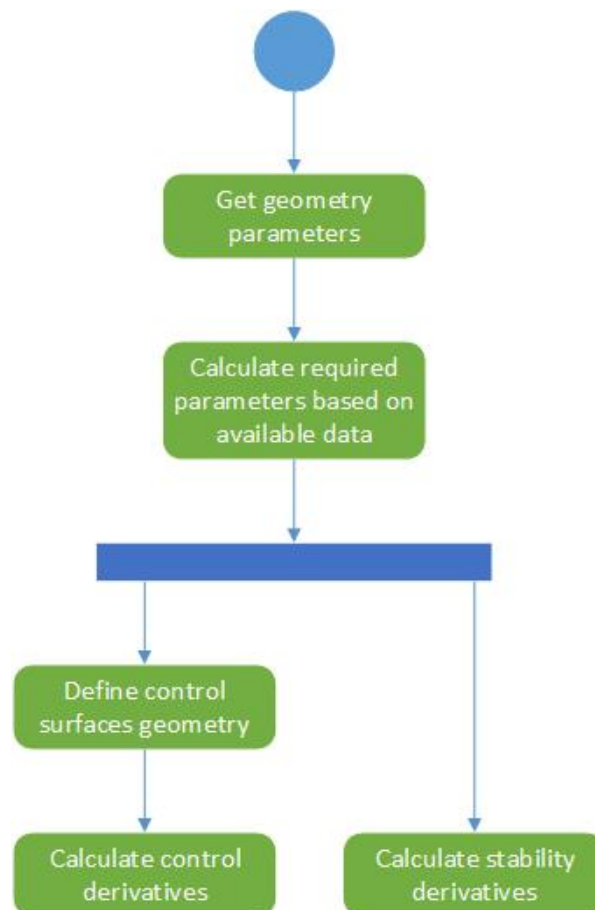 Get geometry
parameters
Calculate required
parameters based on
available data
Define control
surfaces geometry
Calculate control
derivatives
Calculate stability
derivatives